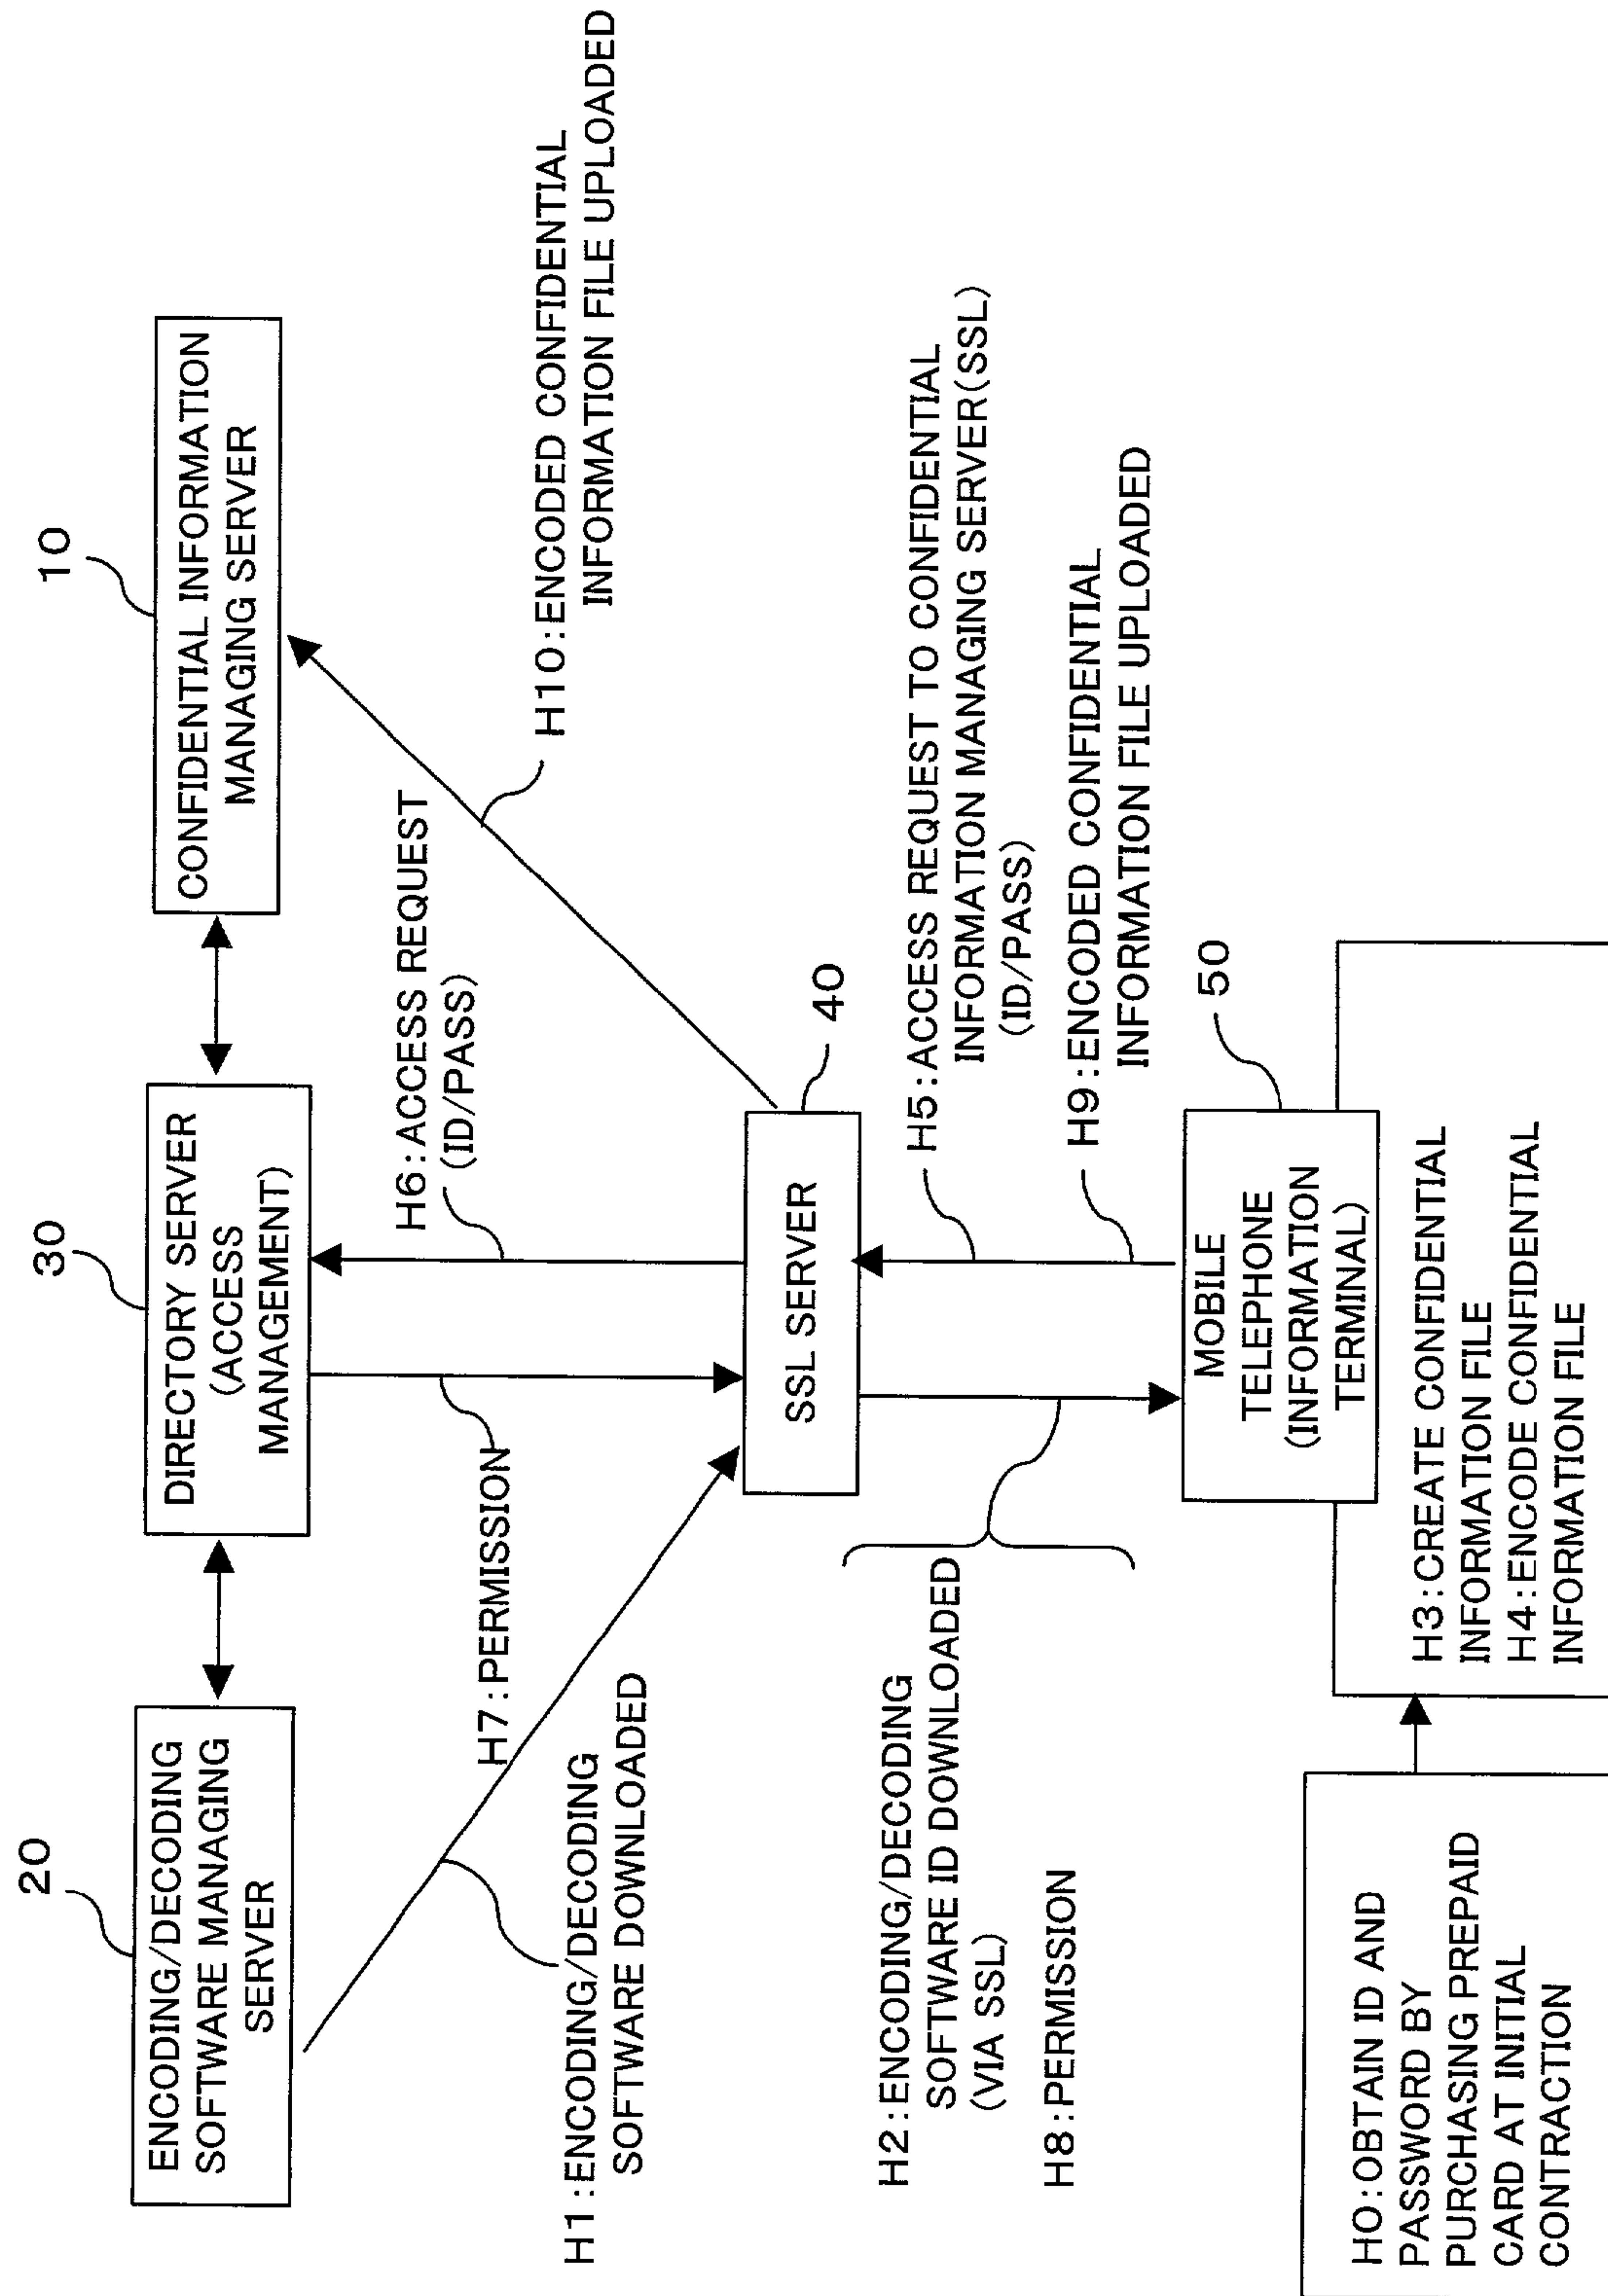 20
ENCODING/DECODING
SOFTWARE MANAGING
SERVER
30
DIRECTORY SERVER
(ACCESS
MANAGEMENT)
10
CONFIDENTIAL INFORMATION
MANAGING SERVER
H1:ENCODING/DECODING
SOFTWARE DOWNLOADED
H7:PERMISSION
H6:ACCESS REQUEST
(ID/PASS)
H10:ENCODED CONFIDENTIAL
INFORMATION FILE UPLOADED
40
SSL SERVER
H2:ENCODING/DECODING
SOFTWARE ID DOWNLOADED
(VIA SSL)
H8:PERMISSION
H5:ACCESS REQUEST TO CONFIDENTIAL
INFORMATION MANAGING SERVER(SSL)
(ID/PASS)
H9:ENCODED CONFIDENTIAL
INFORMATION FILE UPLOADED
50
MOBILE
TELEPHONE
(INFORMATION
TERMINAL)
H0:OBTAIN ID AND
PASSWORD BY
PURCHASING PREPAID
CARD AT INITIAL
CONTRACTION
H3:CREATE CONFIDENTIAL
INFORMATION FILE
H4:ENCODE CONFIDENTIAL
INFORMATION FILE